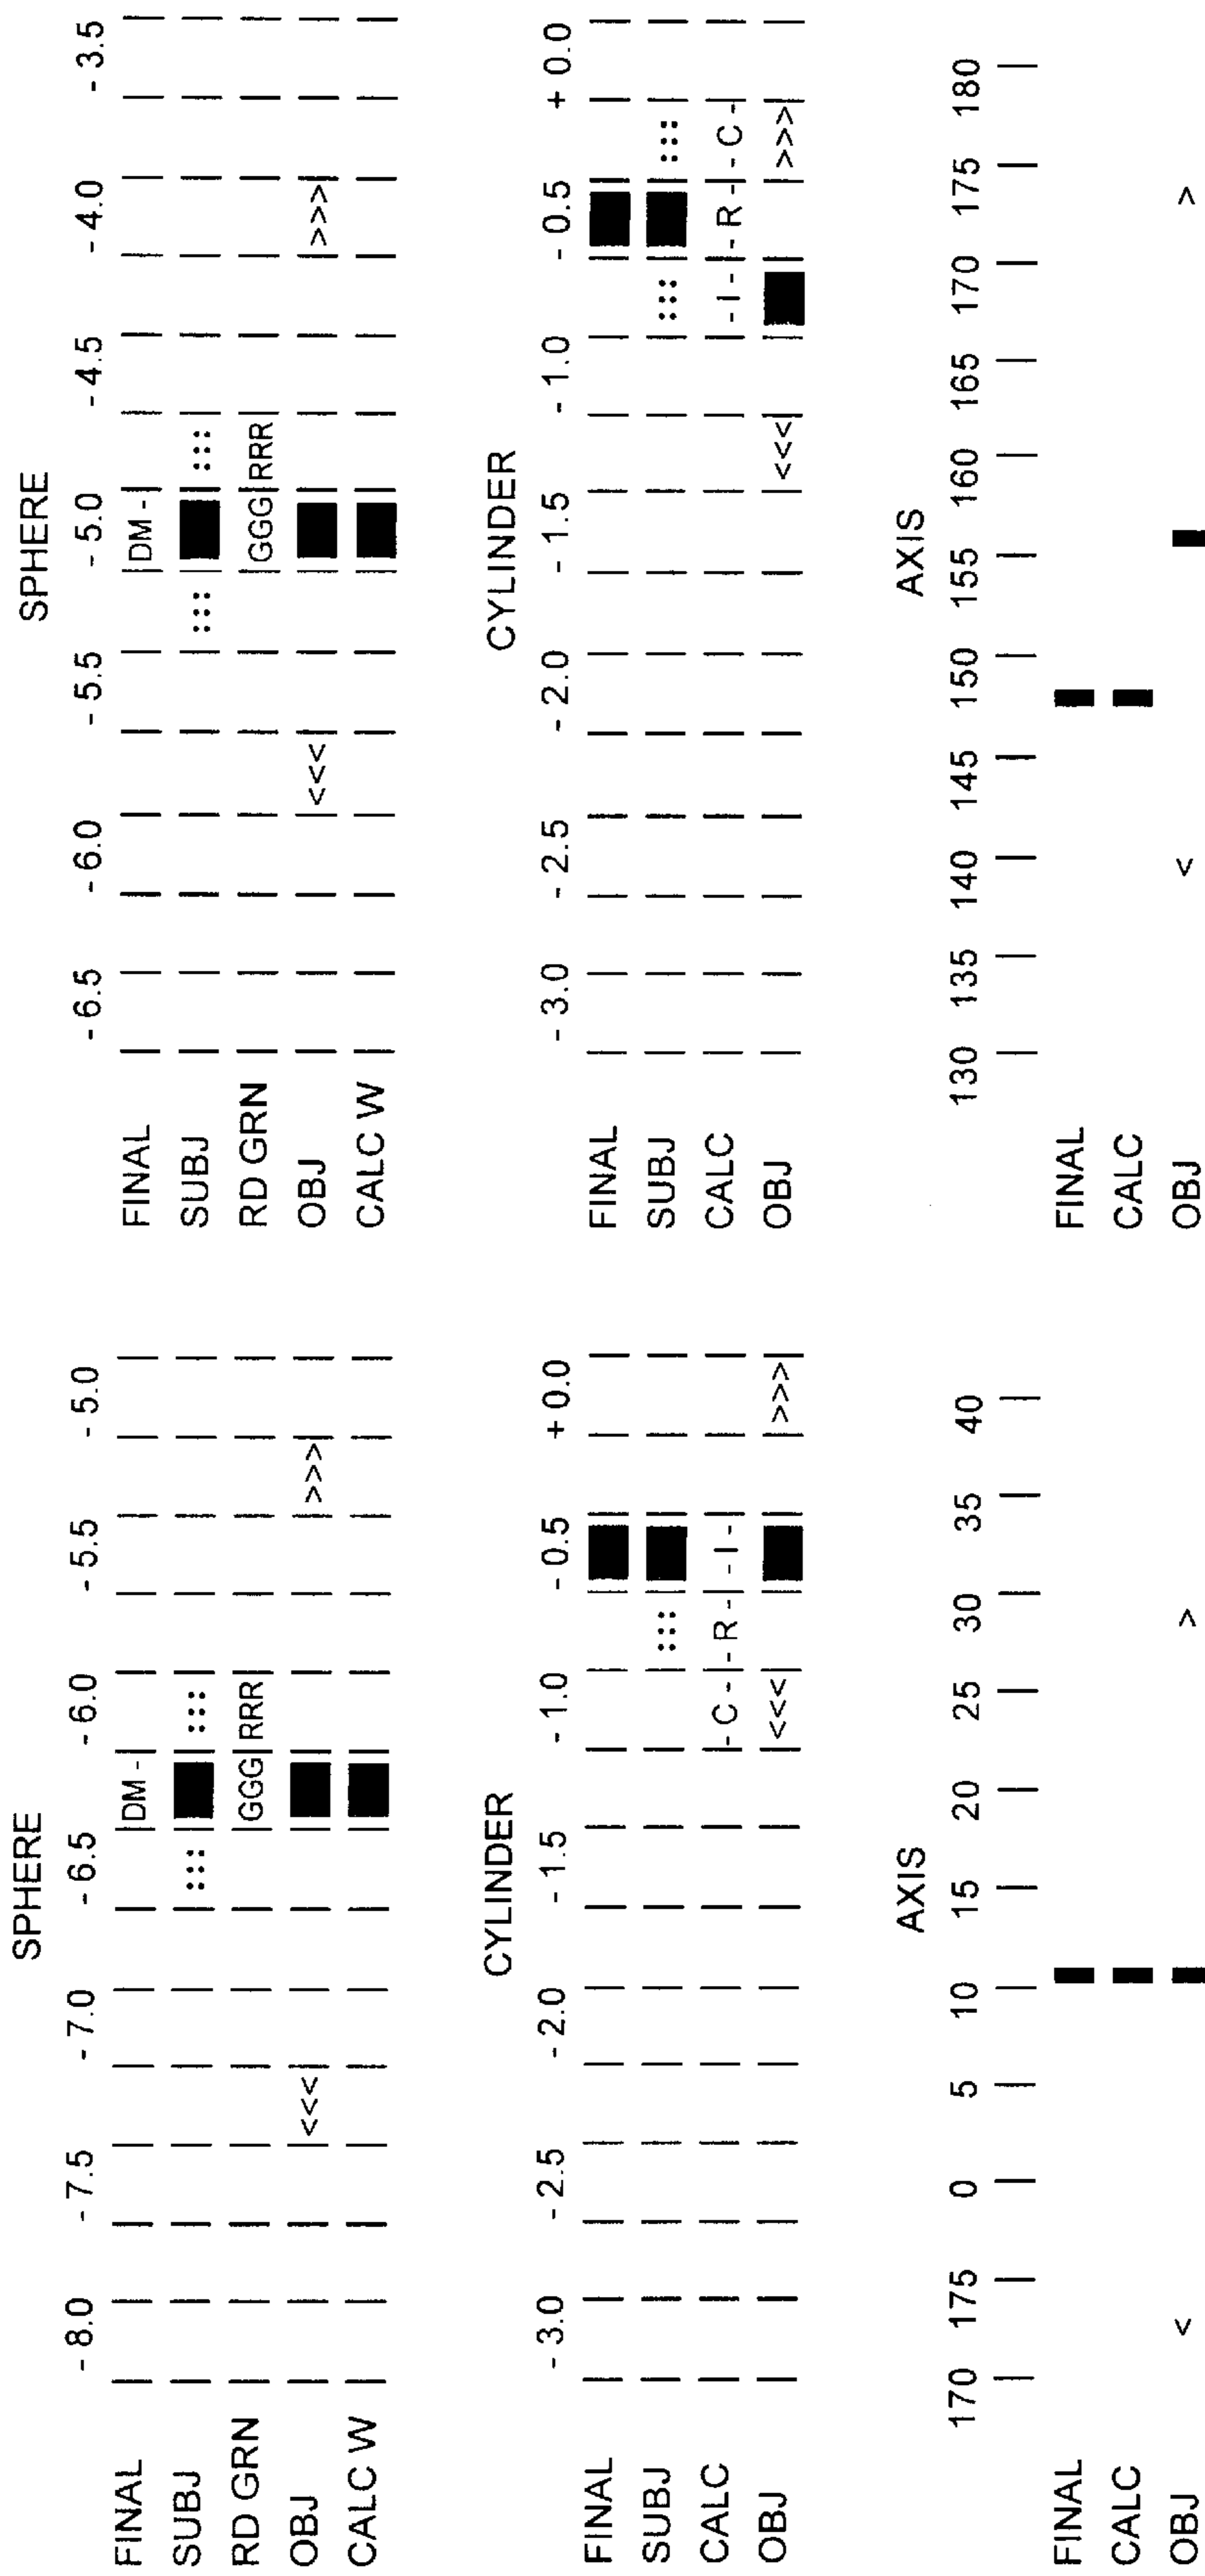 SPHERE
- 8.0 - 7.5 - 7.0 - 6.5 - 6.0 - 5.5 - 5.0
FINAL DM -
SUBJ ::: :::
RD GRN GGG RRR
OBJ <<< >>>
CALC W
CYLINDER
- 3.0 - 2.5 - 2.0 - 1.5 - 1.0 - 0.5 + 0.0
FINAL
SUBJ :::
CALC - C - - R - - I -
OBJ <<< >>>
AXIS
170 175 0 5 10 15 20 25 30 35 40
FINAL
CALC
OBJ < >
SPHERE
- 6.5 - 6.0 - 5.5 - 5.0 - 4.5 - 4.0 - 3.5
FINAL DM -
SUBJ ::: :::
RD GRN GGG RRR
OBJ <<< >>>
CALC W
CYLINDER
- 3.0 - 2.5 - 2.0 - 1.5 - 1.0 - 0.5 + 0.0
FINAL
SUBJ ::: :::
CALC - I - - R - - C -
OBJ <<< >>>
AXIS
130 135 140 145 150 155 160 165 170 175 180
FINAL
CALC
OBJ < >